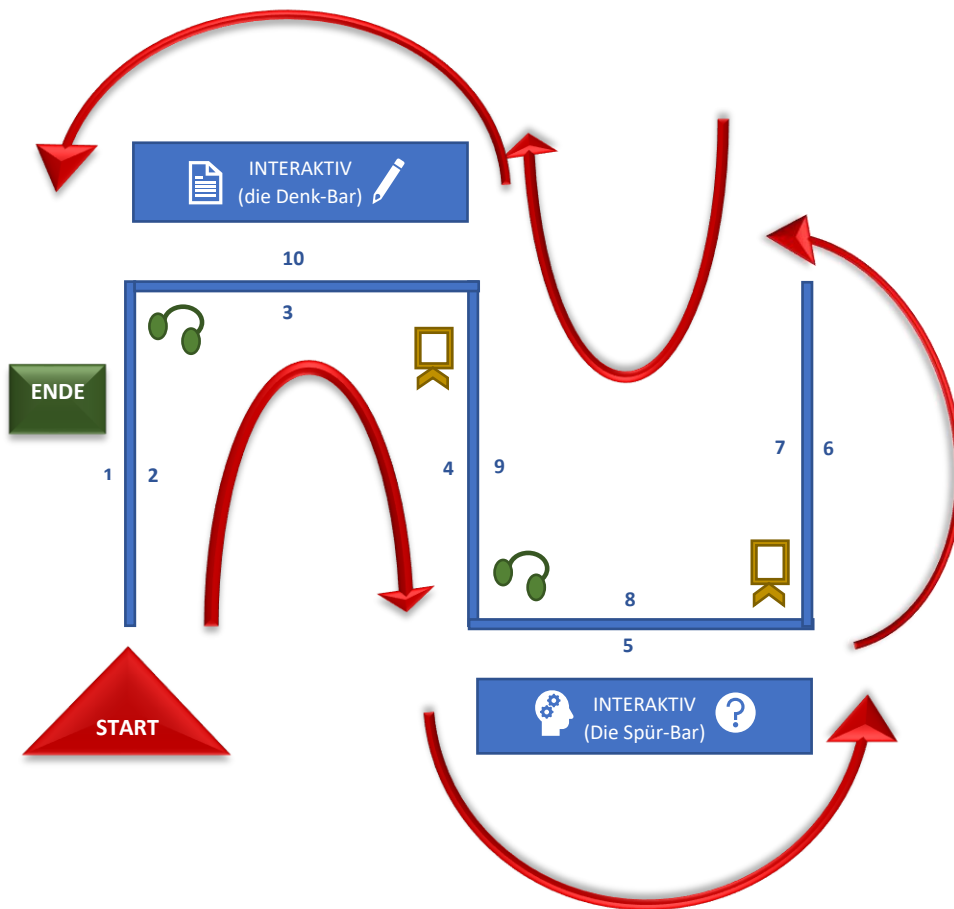 INTERAKTIV
(die Denk-Bar)
10
3
ENDE
1
2
4
9
7
6
8
5
START
INTERAKTIV
(Die Spür-Bar)
?